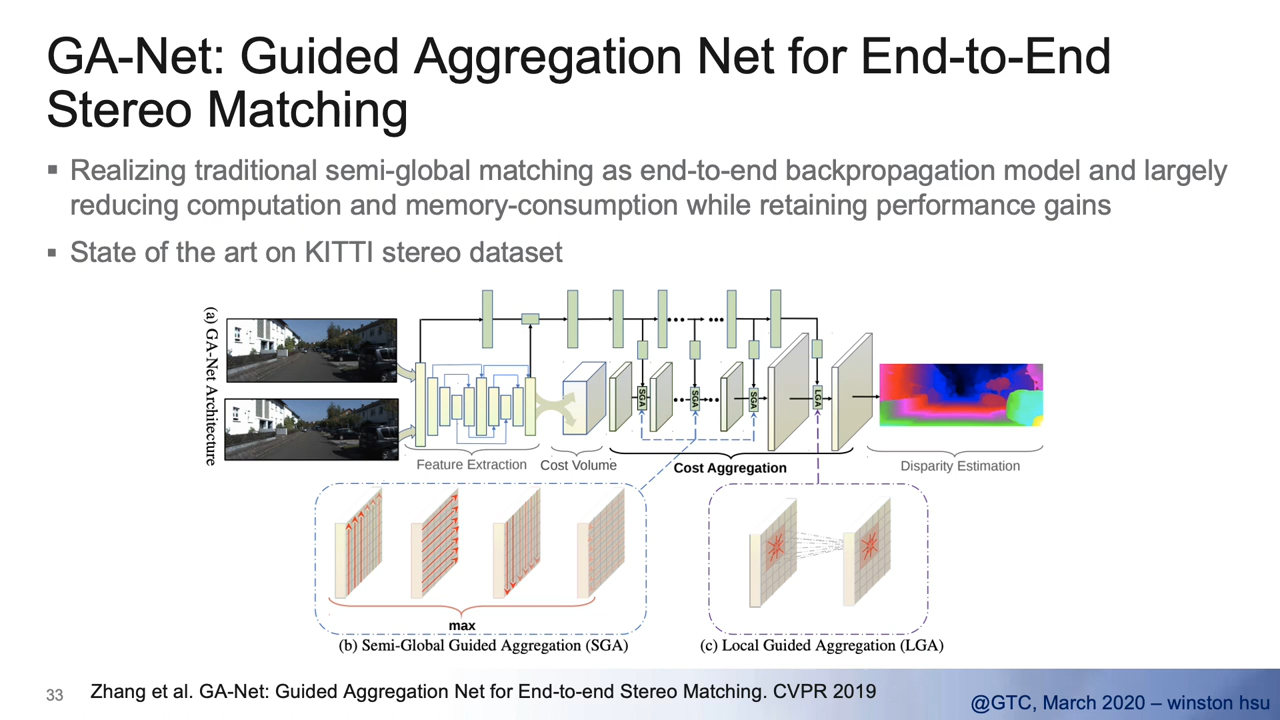 GA-Net: Guided Aggregation Net for End-to-End
Stereo Matching
▪ Realizing traditional semi-global matching as end-to-end backpropagation model and largely
reducing computation and memory-consumption while retaining performance gains
▪ State of the art on KITTI stereo dataset
(a) GA-Net Architecture
SGA
SGA
SGA
LGA
Feature Extraction
Cost Volume
Cost Aggregation
Disparity Estimation
max
(b) Semi-Global Guided Aggregation (SGA)
(c) Local Guided Aggregation (LGA)
33
Zhang et al. GA-Net: Guided Aggregation Net for End-to-end Stereo Matching. CVPR 2019
@GTC, March 2020 – winston hsu